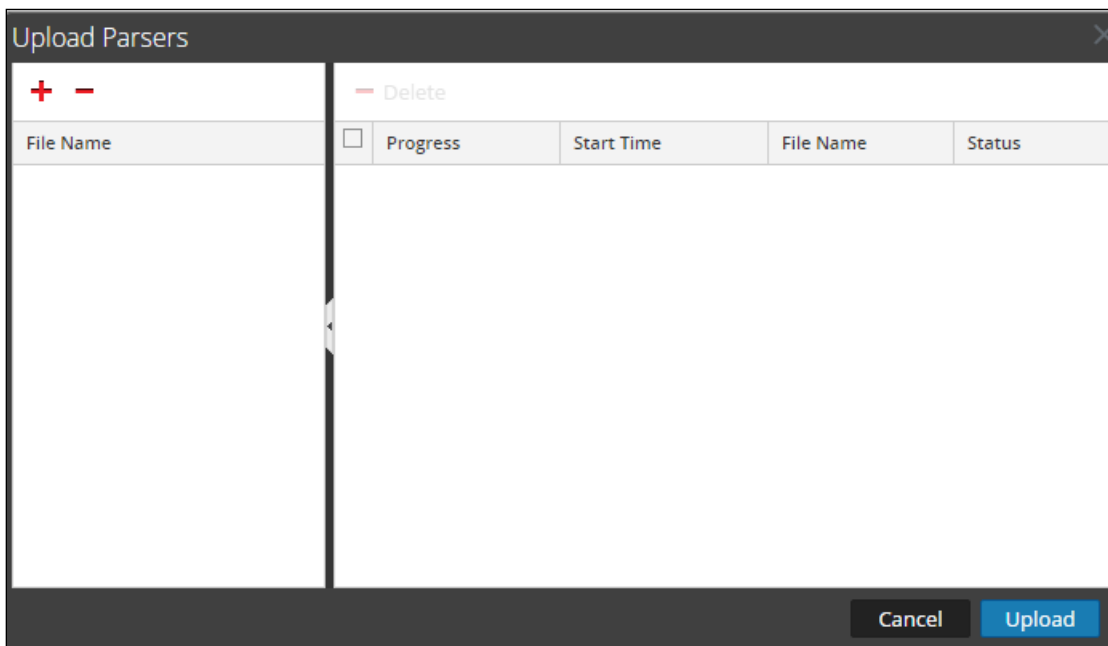 Upload Parsers
Delete
File Name
Progress Start Time File Name Status
Cancel Upload